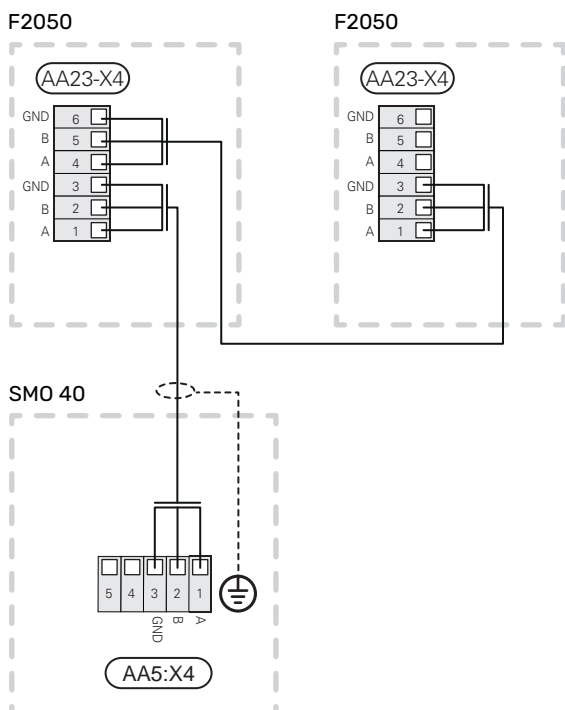 F2050
AA23-X4
GND 6
B 5
A 4
GND 3
B 2
A 1
F2050
AA23-X4
GND 6
B 5
A 4
GND 3
B 2
A 1
SMO 40
5 4 3 2 1
GND B A
AA5:X4